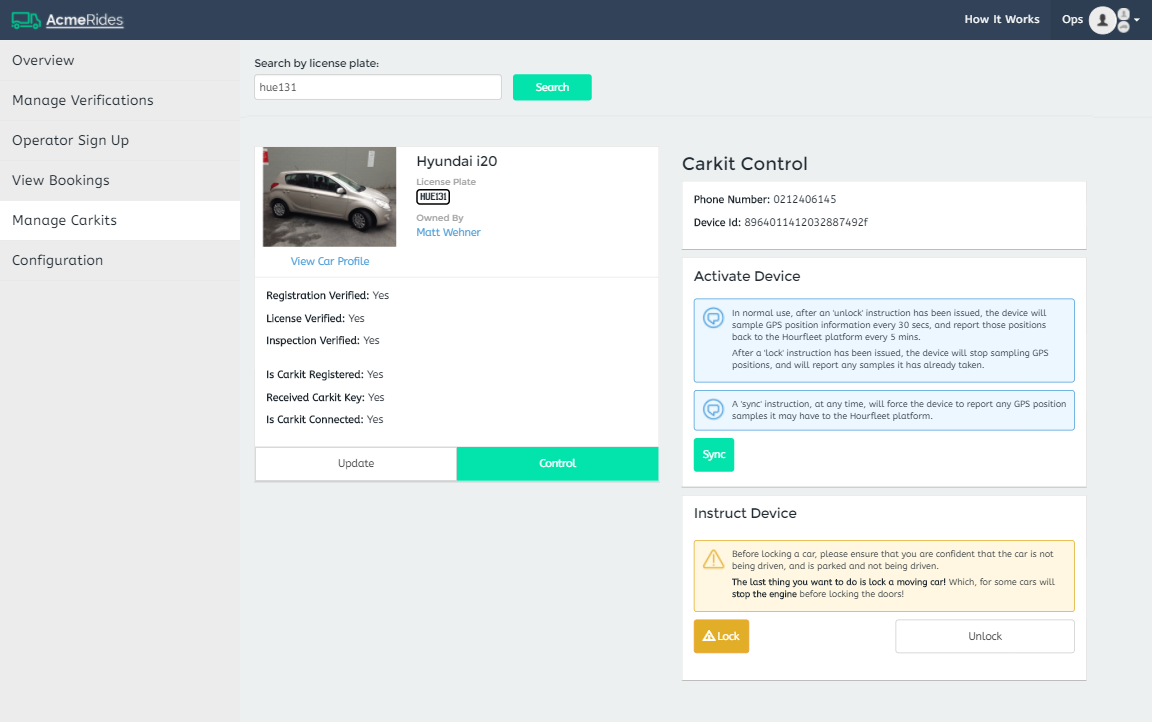 AcmeRides
How It Works
Ops
Overview
Manage Verifications
Operator Sign Up
View Bookings
Manage Carkits
Configuration
Search by license plate:
hue131
Search
Hyundai i20
License Plate
HUE131
Owned By
Matt Wehner
View Car Profile
Registration Verified: Yes
License Verified: Yes
Inspection Verified: Yes
Is Carkit Registered: Yes
Received Carkit Key: Yes
Is Carkit Connected: Yes
Update
Control
Carkit Control
Phone Number: 0212406145
Device Id: 8964011412032887492f
Activate Device
In normal use, after an 'unlock' instruction has been issued, the device will
sample GPS position information every 30 secs, and report those positions
back to the Hourfleet platform every 5 mins.
After a 'lock' instruction has been issued, the device will stop sampling GPS
positions, and will report any samples it has already taken.
A 'sync' instruction, at any time, will force the device to report any GPS position
samples it may have to the Hourfleet platform.
Sync
Instruct Device
Before locking a car, please ensure that you are confident that the car is not
being driven, and is parked and not being driven.
The last thing you want to do is lock a moving car! Which, for some cars will
stop the engine before locking the doors!
Lock
Unlock